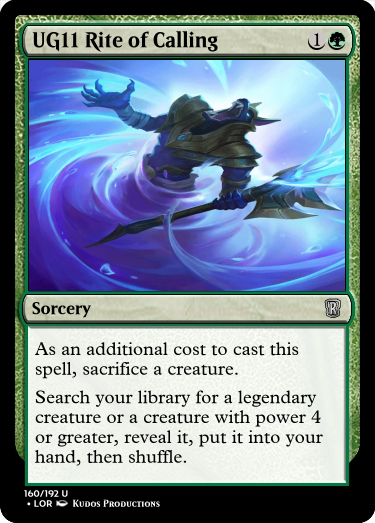 UG11 Rite of Calling 1
Sorcery R
As an additional cost to cast this
spell, sacrifice a creature.
Search your library for a legendary
creature or a creature with power 4
or greater, reveal it, put it into your
hand, then shuffle.
160/192 U
• LOR Kudos Productions